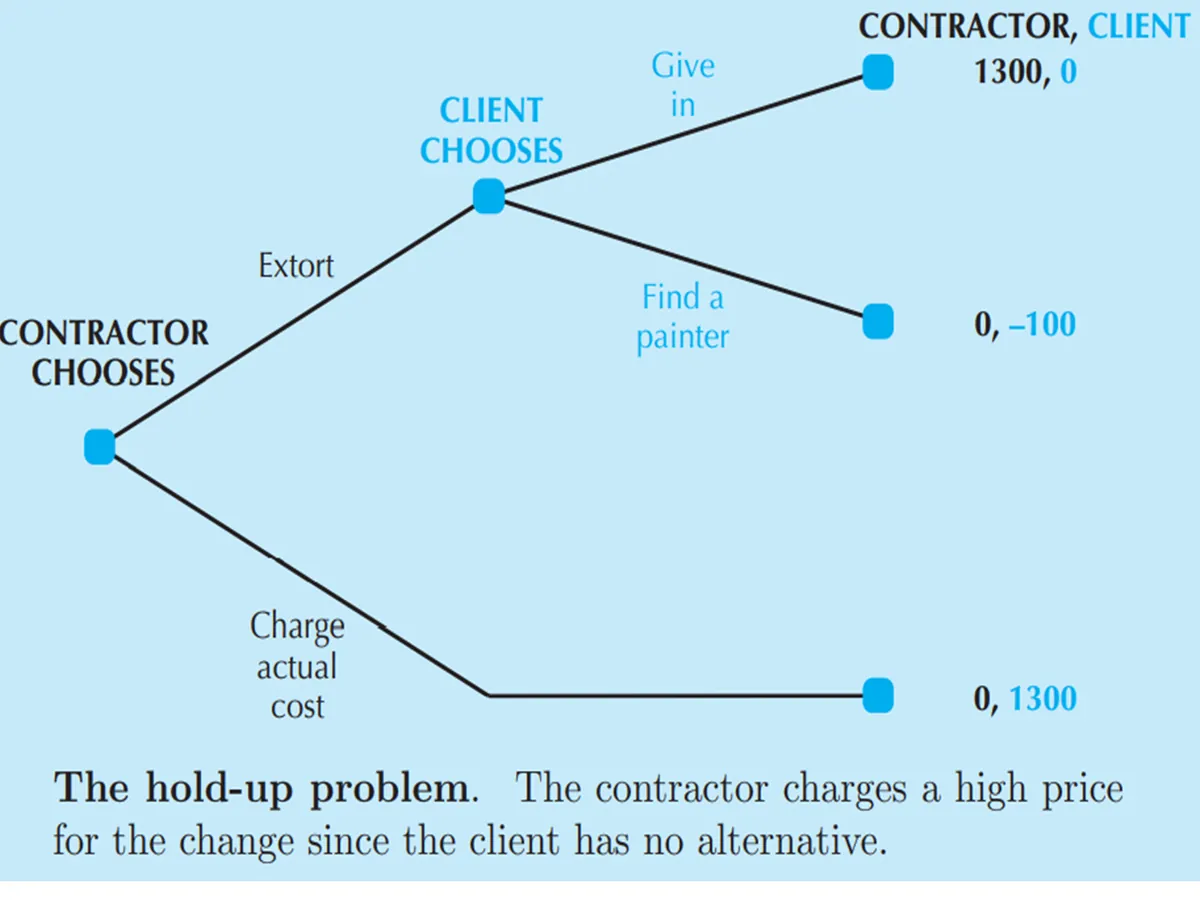 CONTRACTOR, CLIENT
1300, 0
Give
in
CLIENT
CHOOSES
Extort
Find a
painter
0, –100
CONTRACTOR
CHOOSES
Charge
actual
cost
0, 1300
The hold-up problem. The contractor charges a high price
for the change since the client has no alternative.